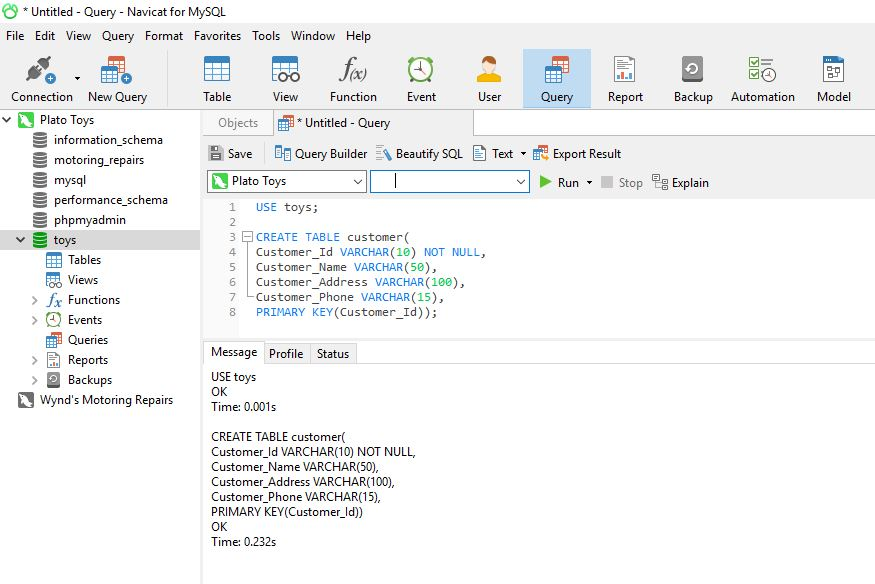 * Untitled - Query - Navicat for MySQL
File Edit View Query Format Favorites Tools Window Help
Connection New Query Table View Function Event User Query Report Backup Automation Model
f(x)
Plato Toys
information_schema
motoring_repairs
mysql
performance_schema
phpmyadmin
toys
Tables
Views
fx Functions
Events
Queries
Reports
Backups
Wynd's Motoring Repairs
Objects * Untitled - Query
Save Query Builder Beautify SQL Text Export Result
Plato Toys Run Stop Explain
1 USE toys;
2
3 CREATE TABLE customer(
4 Customer_Id VARCHAR(10) NOT NULL,
5 Customer_Name VARCHAR(50),
6 Customer_Address VARCHAR(100),
7 Customer_Phone VARCHAR(15),
8 PRIMARY KEY(Customer_Id));
Message Profile Status
USE toys
OK
Time: 0.001s
CREATE TABLE customer(
Customer_Id VARCHAR(10) NOT NULL,
Customer_Name VARCHAR(50),
Customer_Address VARCHAR(100),
Customer_Phone VARCHAR(15),
PRIMARY KEY(Customer_Id))
OK
Time: 0.232s